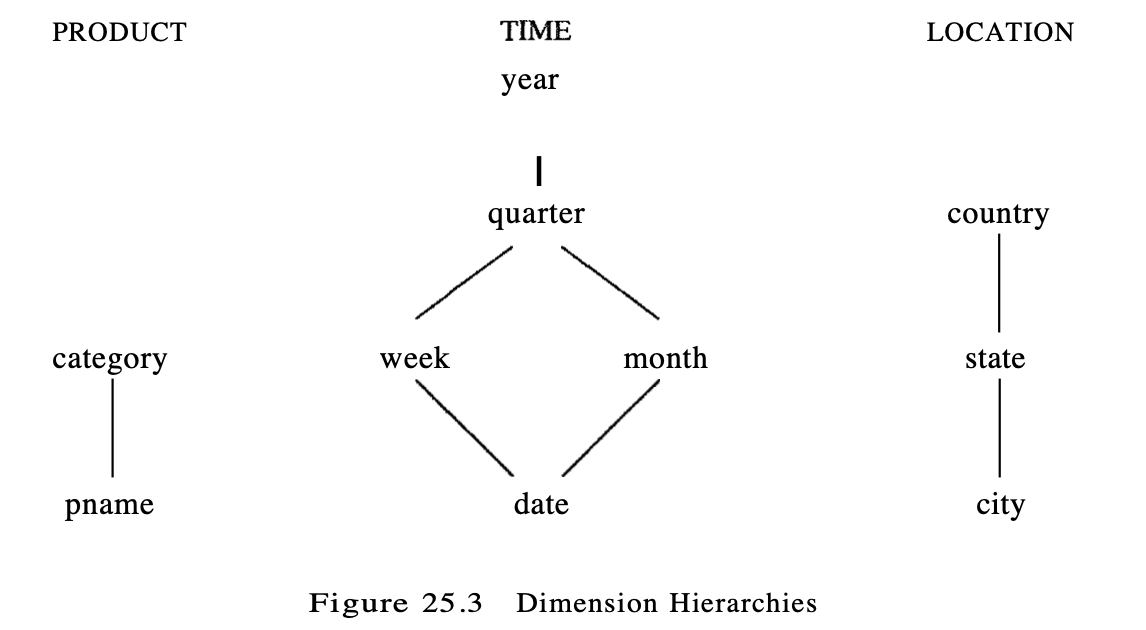 PRODUCT TIME LOCATION
year
quarter country
category week month state
pname date city
Figure 25.3 Dimension Hierarchies